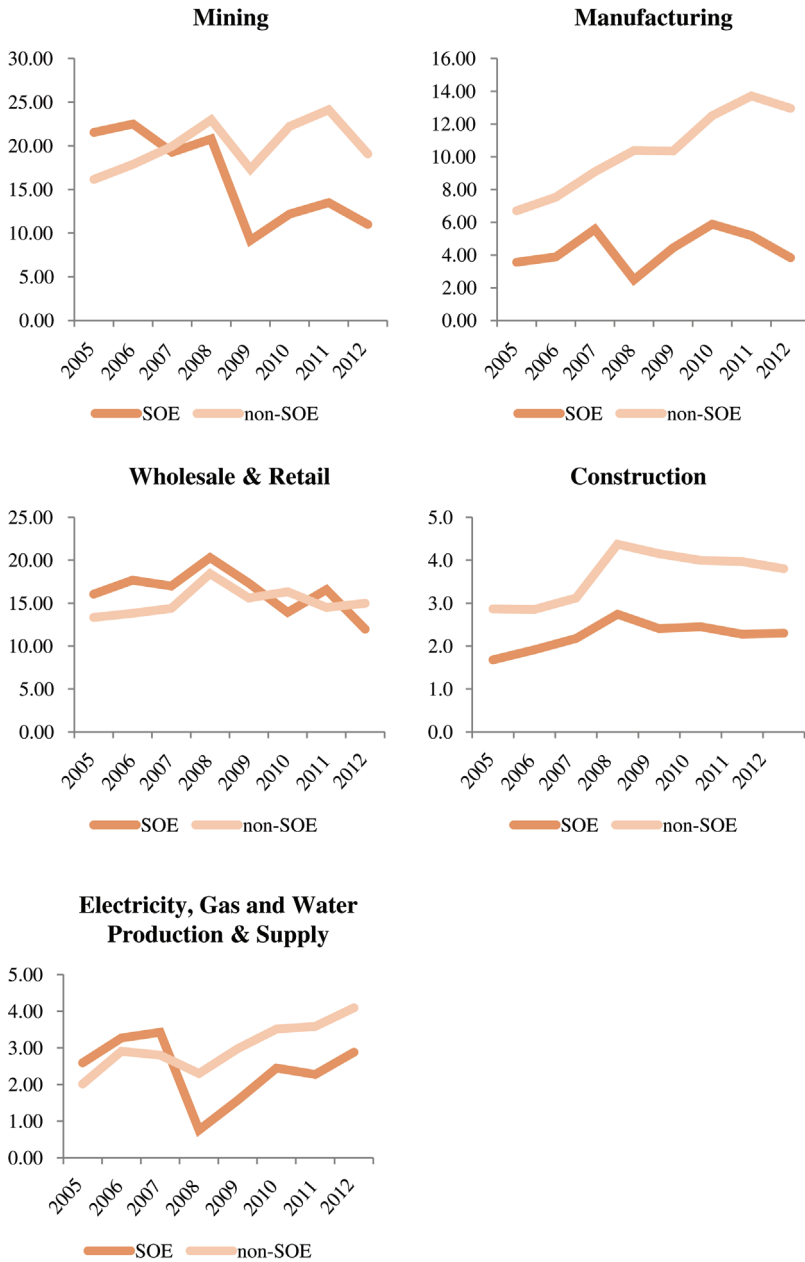 Mining
30.00
25.00
20.00
15.00
10.00
5.00
0.00
2005 2006 2007 2008 2009 2010 2011 2012
SOE non-SOE
Manufacturing
16.00
14.00
12.00
10.00
8.00
6.00
4.00
2.00
0.00
2005 2006 2007 2008 2009 2010 2011 2012
SOE non-SOE
Wholesale & Retail
25.00
20.00
15.00
10.00
5.00
0.00
2005 2006 2007 2008 2009 2010 2011 2012
SOE non-SOE
Construction
5.0
4.0
3.0
2.0
1.0
0.0
2005 2006 2007 2008 2009 2010 2011 2012
SOE non-SOE
Electricity, Gas and Water
Production & Supply
5.00
4.00
3.00
2.00
1.00
0.00
2005 2006 2007 2008 2009 2010 2011 2012
SOE non-SOE